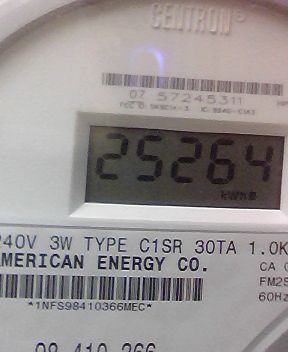 CENTRON
07 57245311
25264
kWh
240V 3W TYPE C1SR 30TA 1.0K
AMERICAN ENERGY CO.
CA
FM2S
60Hz
*1NFS98410366MEC*
98 410 366